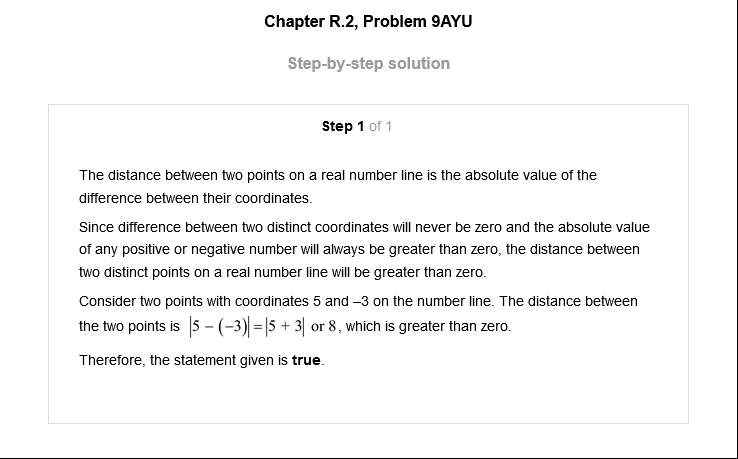 Chapter R.2, Problem 9AYU
Step-by-step solution
Step 1 of 1
The distance between two points on a real number line is the absolute value of the
difference between their coordinates.
Since difference between two distinct coordinates will never be zero and the absolute value
of any positive or negative number will always be greater than zero, the distance between
two distinct points on a real number line will be greater than zero.
Consider two points with coordinates 5 and –3 on the number line. The distance between
the two points is |5 – (–3)| = |5 + 3| or 8, which is greater than zero.
Therefore, the statement given is true.